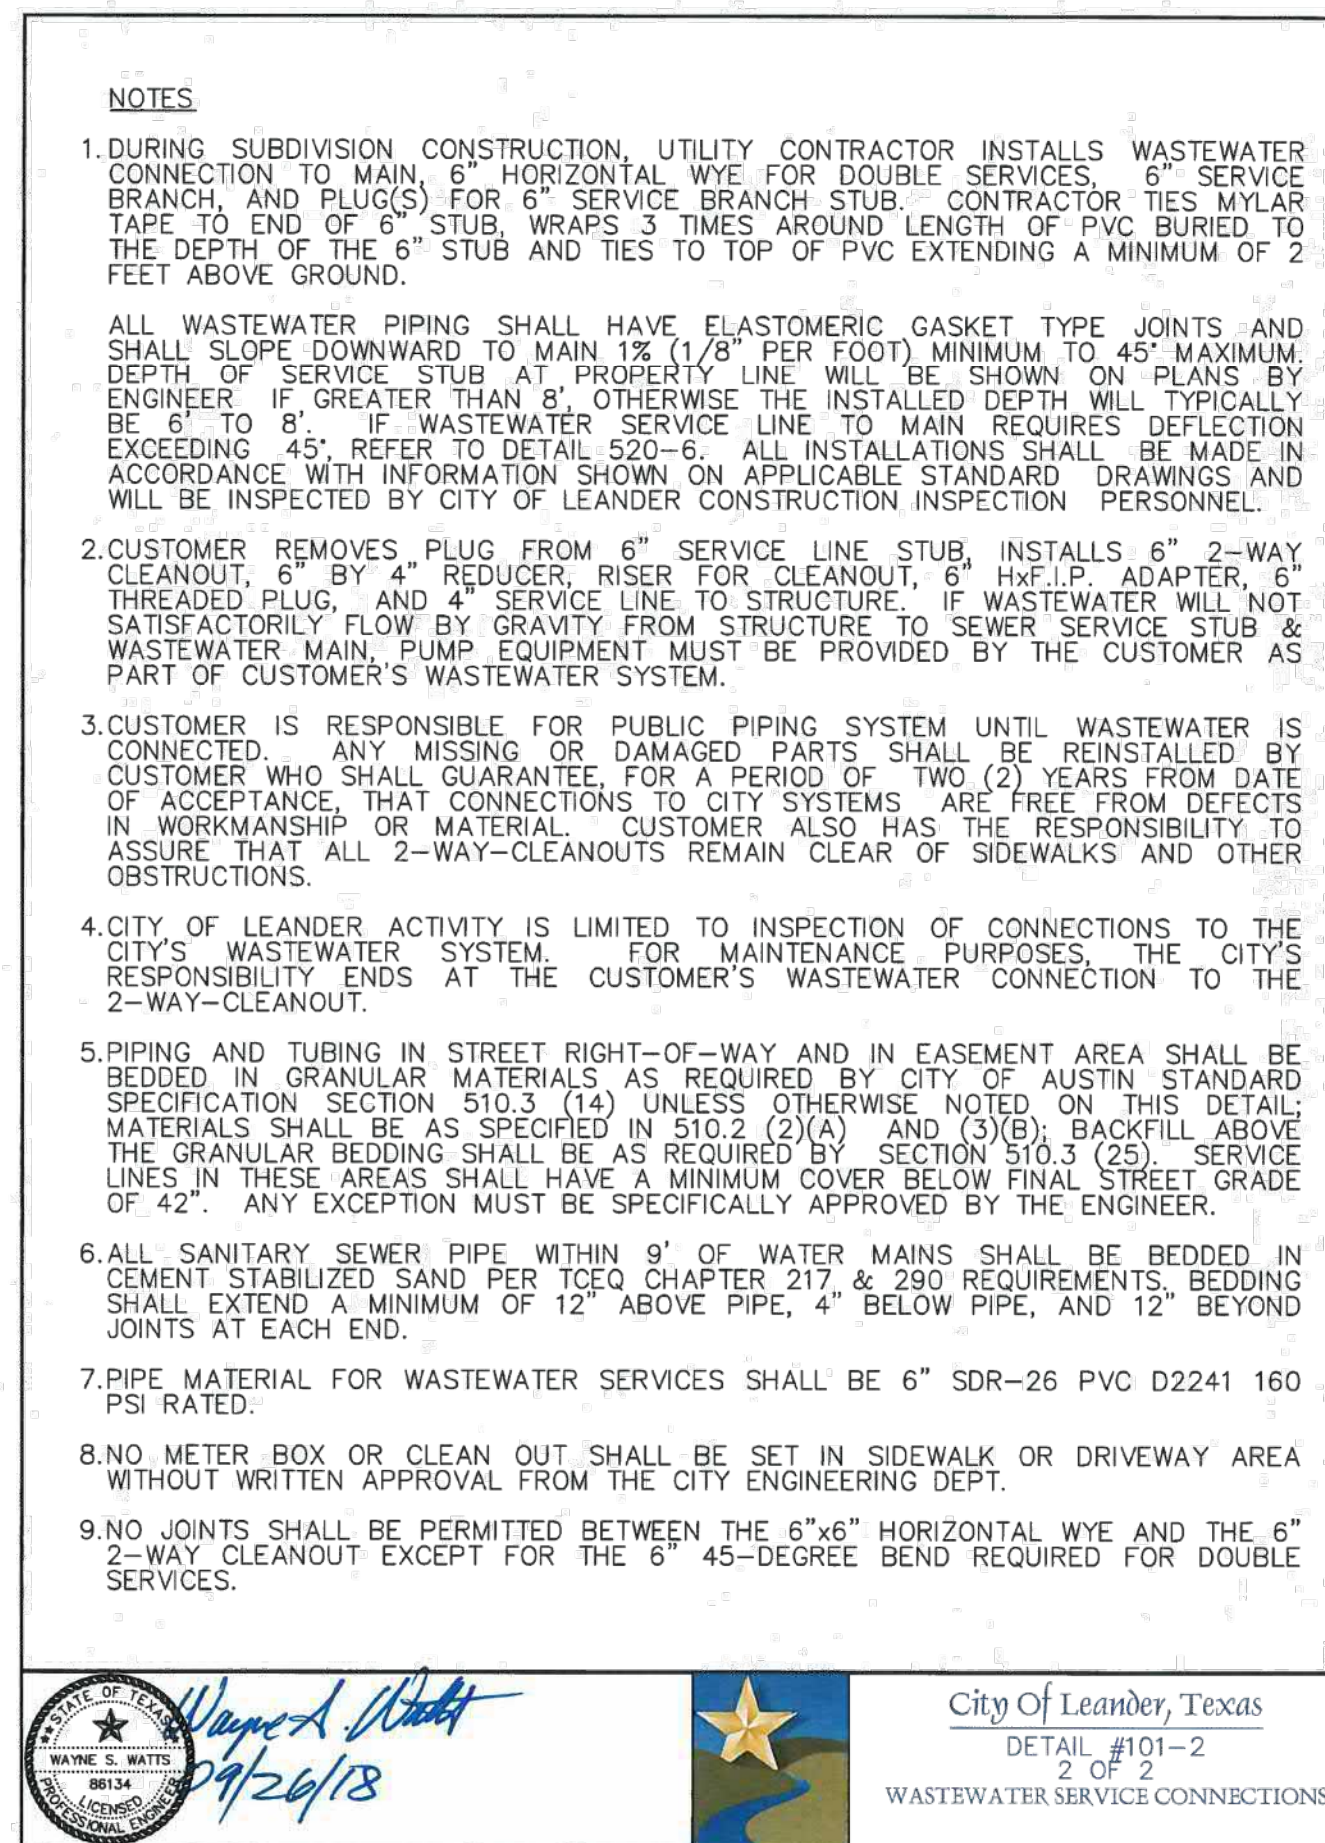 NOTES
1. DURING SUBDIVISION CONSTRUCTION, UTILITY CONTRACTOR INSTALLS WASTEWATER
CONNECTION TO MAIN, 6" HORIZONTAL WYE FOR DOUBLE SERVICES, 6" SERVICE
BRANCH, AND PLUG(S) FOR 6" SERVICE BRANCH STUB. CONTRACTOR TIES MYLAR
TAPE TO END OF 6" STUB, WRAPS 3 TIMES AROUND LENGTH OF PVC BURIED TO
THE DEPTH OF THE 6" STUB AND TIES TO TOP OF PVC EXTENDING A MINIMUM OF 2
FEET ABOVE GROUND.
ALL WASTEWATER PIPING SHALL HAVE ELASTOMERIC GASKET TYPE JOINTS AND
SHALL SLOPE DOWNWARD TO MAIN 1% (1/8" PER FOOT) MINIMUM TO 45° MAXIMUM.
DEPTH OF SERVICE STUB AT PROPERTY LINE WILL BE SHOWN ON PLANS BY
ENGINEER IF GREATER THAN 8', OTHERWISE THE INSTALLED DEPTH WILL TYPICALLY
BE 6' TO 8'. IF WASTEWATER SERVICE LINE TO MAIN REQUIRES DEFLECTION
EXCEEDING 45°, REFER TO DETAIL 520-6. ALL INSTALLATIONS SHALL BE MADE IN
ACCORDANCE WITH INFORMATION SHOWN ON APPLICABLE STANDARD DRAWINGS AND
WILL BE INSPECTED BY CITY OF LEANDER CONSTRUCTION INSPECTION PERSONNEL.
2. CUSTOMER REMOVES PLUG FROM 6" SERVICE LINE STUB, INSTALLS 6" 2-WAY
CLEANOUT, 6" BY 4" REDUCER, RISER FOR CLEANOUT, 6" HxF.I.P. ADAPTER, 6"
THREADED PLUG, AND 4" SERVICE LINE TO STRUCTURE. IF WASTEWATER WILL NOT
SATISFACTORILY FLOW BY GRAVITY FROM STRUCTURE TO SEWER SERVICE STUB &
WASTEWATER MAIN, PUMP EQUIPMENT MUST BE PROVIDED BY THE CUSTOMER AS
PART OF CUSTOMER'S WASTEWATER SYSTEM.
3. CUSTOMER IS RESPONSIBLE FOR PUBLIC PIPING SYSTEM UNTIL WASTEWATER IS
CONNECTED. ANY MISSING OR DAMAGED PARTS SHALL BE REINSTALLED BY
CUSTOMER WHO SHALL GUARANTEE, FOR A PERIOD OF TWO (2) YEARS FROM DATE
OF ACCEPTANCE, THAT CONNECTIONS TO CITY SYSTEMS ARE FREE FROM DEFECTS
IN WORKMANSHIP OR MATERIAL. CUSTOMER ALSO HAS THE RESPONSIBILITY TO
ASSURE THAT ALL 2-WAY-CLEANOUTS REMAIN CLEAR OF SIDEWALKS AND OTHER
OBSTRUCTIONS.
4. CITY OF LEANDER ACTIVITY IS LIMITED TO INSPECTION OF CONNECTIONS TO THE
CITY'S WASTEWATER SYSTEM. FOR MAINTENANCE PURPOSES, THE CITY'S
RESPONSIBILITY ENDS AT THE CUSTOMER'S WASTEWATER CONNECTION TO THE
2-WAY-CLEANOUT.
5. PIPING AND TUBING IN STREET RIGHT-OF-WAY AND IN EASEMENT AREA SHALL BE
BEDDED IN GRANULAR MATERIALS AS REQUIRED BY CITY OF AUSTIN STANDARD
SPECIFICATION SECTION 510.3 (14) UNLESS OTHERWISE NOTED ON THIS DETAIL;
MATERIALS SHALL BE AS SPECIFIED IN 510.2 (2)(A) AND (3)(B); BACKFILL ABOVE
THE GRANULAR BEDDING SHALL BE AS REQUIRED BY SECTION 510.3 (25). SERVICE
LINES IN THESE AREAS SHALL HAVE A MINIMUM COVER BELOW FINAL STREET GRADE
OF 42". ANY EXCEPTION MUST BE SPECIFICALLY APPROVED BY THE ENGINEER.
6. ALL SANITARY SEWER PIPE WITHIN 9' OF WATER MAINS SHALL BE BEDDED IN
CEMENT STABILIZED SAND PER TCEQ CHAPTER 217 & 290 REQUIREMENTS. BEDDING
SHALL EXTEND A MINIMUM OF 12" ABOVE PIPE, 4" BELOW PIPE, AND 12" BEYOND
JOINTS AT EACH END.
7. PIPE MATERIAL FOR WASTEWATER SERVICES SHALL BE 6" SDR-26 PVC D2241 160
PSI RATED.
8. NO METER BOX OR CLEAN OUT SHALL BE SET IN SIDEWALK OR DRIVEWAY AREA
WITHOUT WRITTEN APPROVAL FROM THE CITY ENGINEERING DEPT.
9. NO JOINTS SHALL BE PERMITTED BETWEEN THE 6"x6" HORIZONTAL WYE AND THE 6"
2-WAY CLEANOUT EXCEPT FOR THE 6" 45-DEGREE BEND REQUIRED FOR DOUBLE
SERVICES.
STATE OF TEXAS
WAYNE S. WATTS
86134
LICENSED
PROFESSIONAL ENGINEER
Wayne S. Watts
09/26/18
City Of Leander, Texas
DETAIL #101-2
2 OF 2
WASTEWATER SERVICE CONNECTIONS